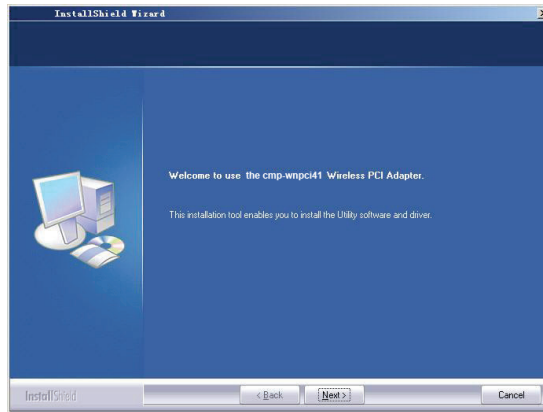 InstallShield Wizard
Welcome to use the cmp-wnpci41 Wireless PCI Adapter.
This installation tool enables you to install the Utility software and driver.
InstallShield
< Back
Next >
Cancel